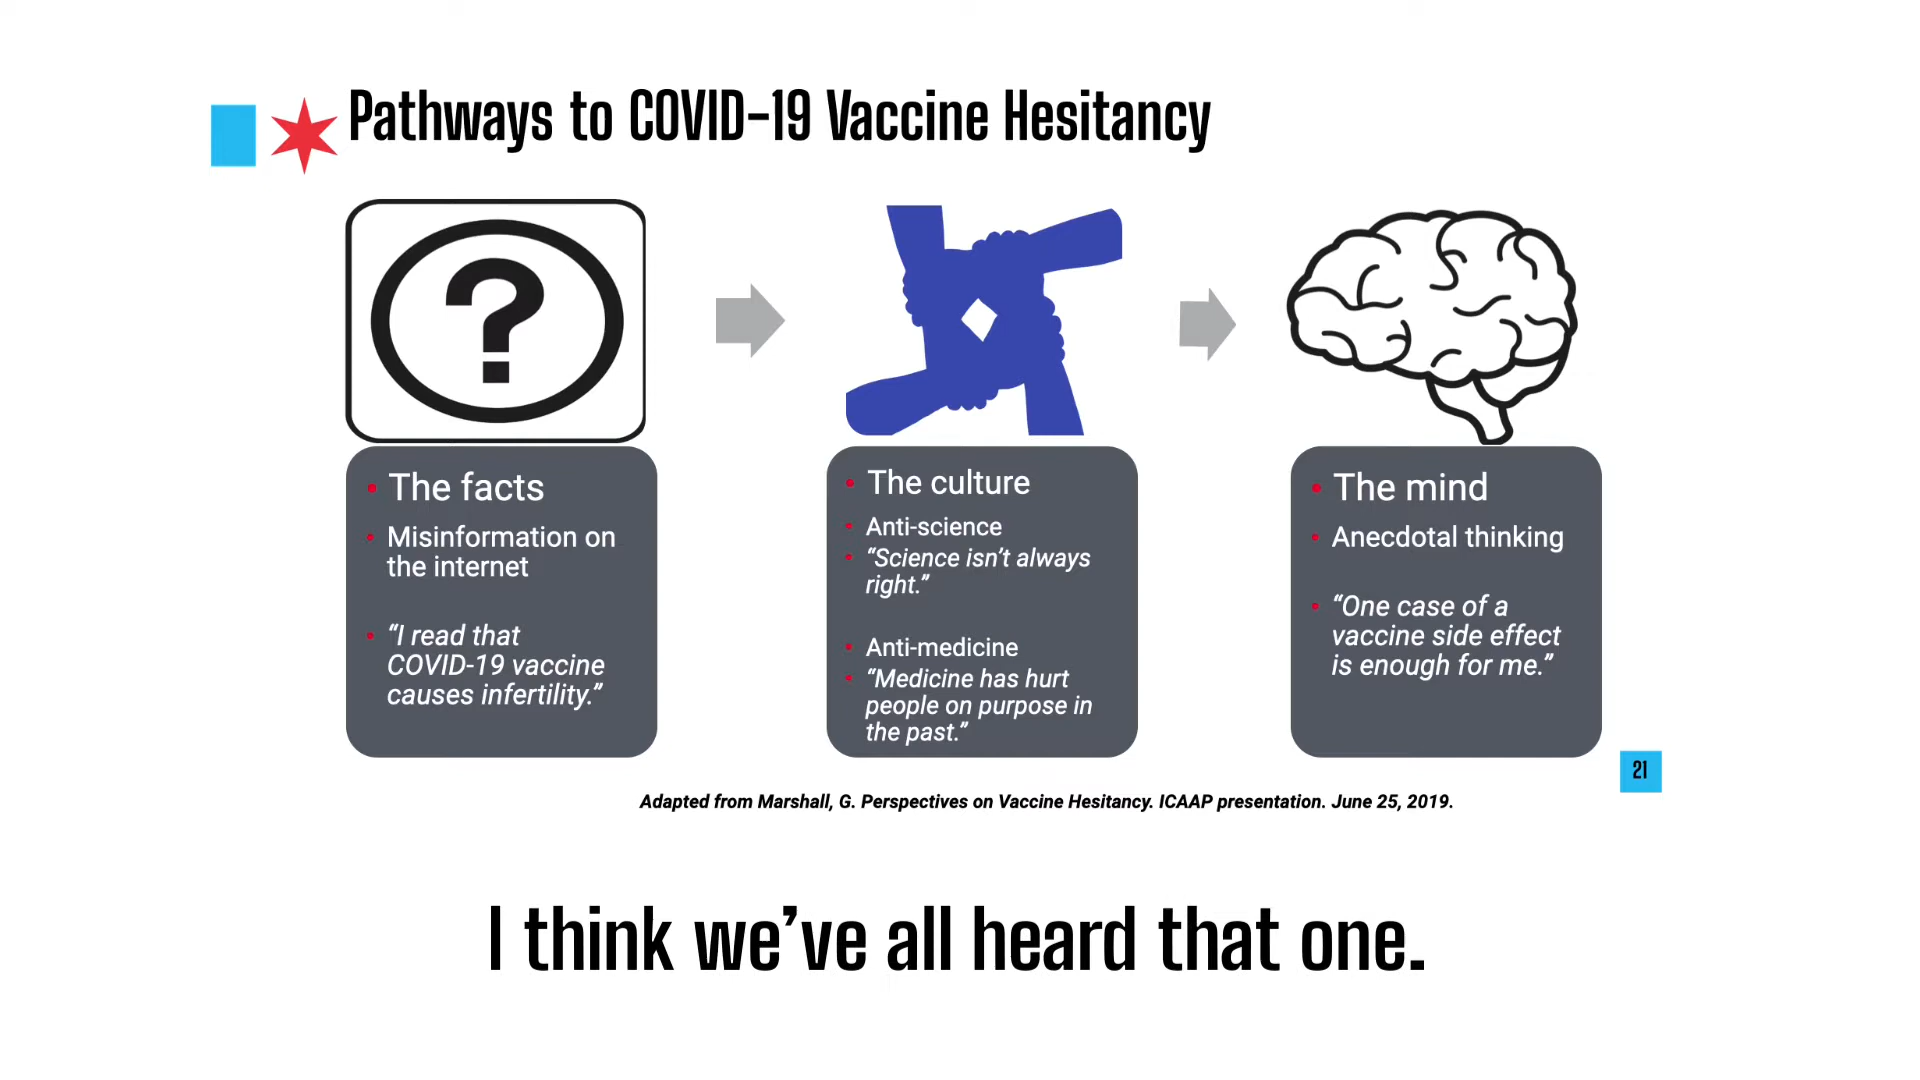 Pathways to COVID-19 Vaccine Hesitancy
?
• The facts
• Misinformation on
the internet
• “I read that
COVID-19 vaccine
causes infertility.”
• The culture
• Anti-science
• “Science isn’t always
right.”
• Anti-medicine
• “Medicine has hurt
people on purpose in
the past.”
• The mind
• Anecdotal thinking
• “One case of a
vaccine side effect
is enough for me.”
21
Adapted from Marshall, G. Perspectives on Vaccine Hesitancy. ICAAP presentation. June 25, 2019.
I think we’ve all heard that one.